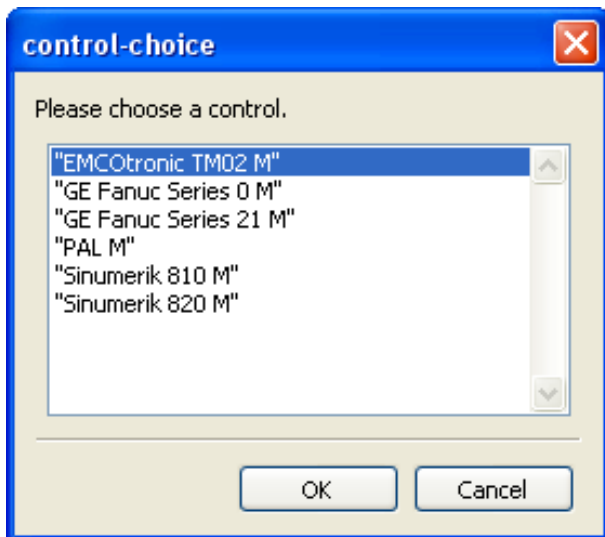 control-choice
Please choose a control.
"EMCOtronic TM02 M"
"GE Fanuc Series 0 M"
"GE Fanuc Series 21 M"
"PAL M"
"Sinumerik 810 M"
"Sinumerik 820 M"
OK Cancel